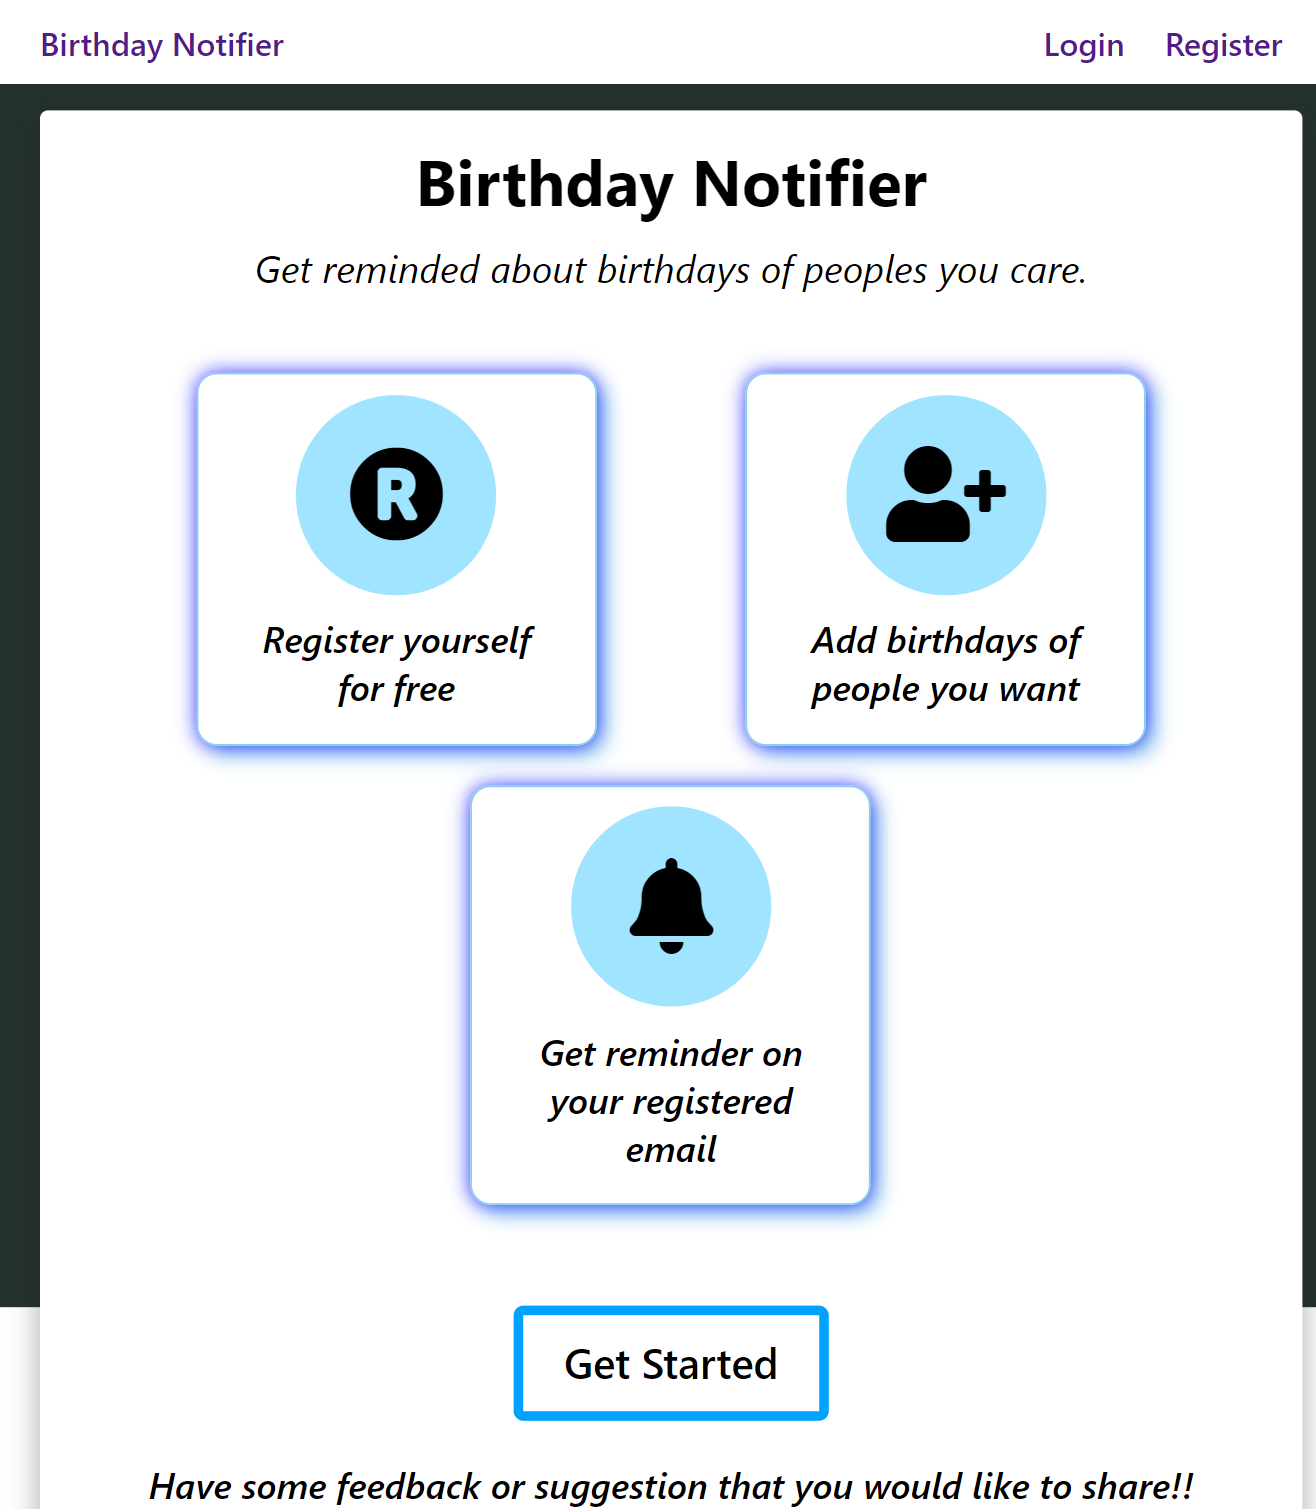 Birthday Notifier
Login
Register
Birthday Notifier
Get reminded about birthdays of peoples you care.
R
Register yourself
for free
Add birthdays of
people you want
Get reminder on
your registered
email
Get Started
Have some feedback or suggestion that you would like to share!!